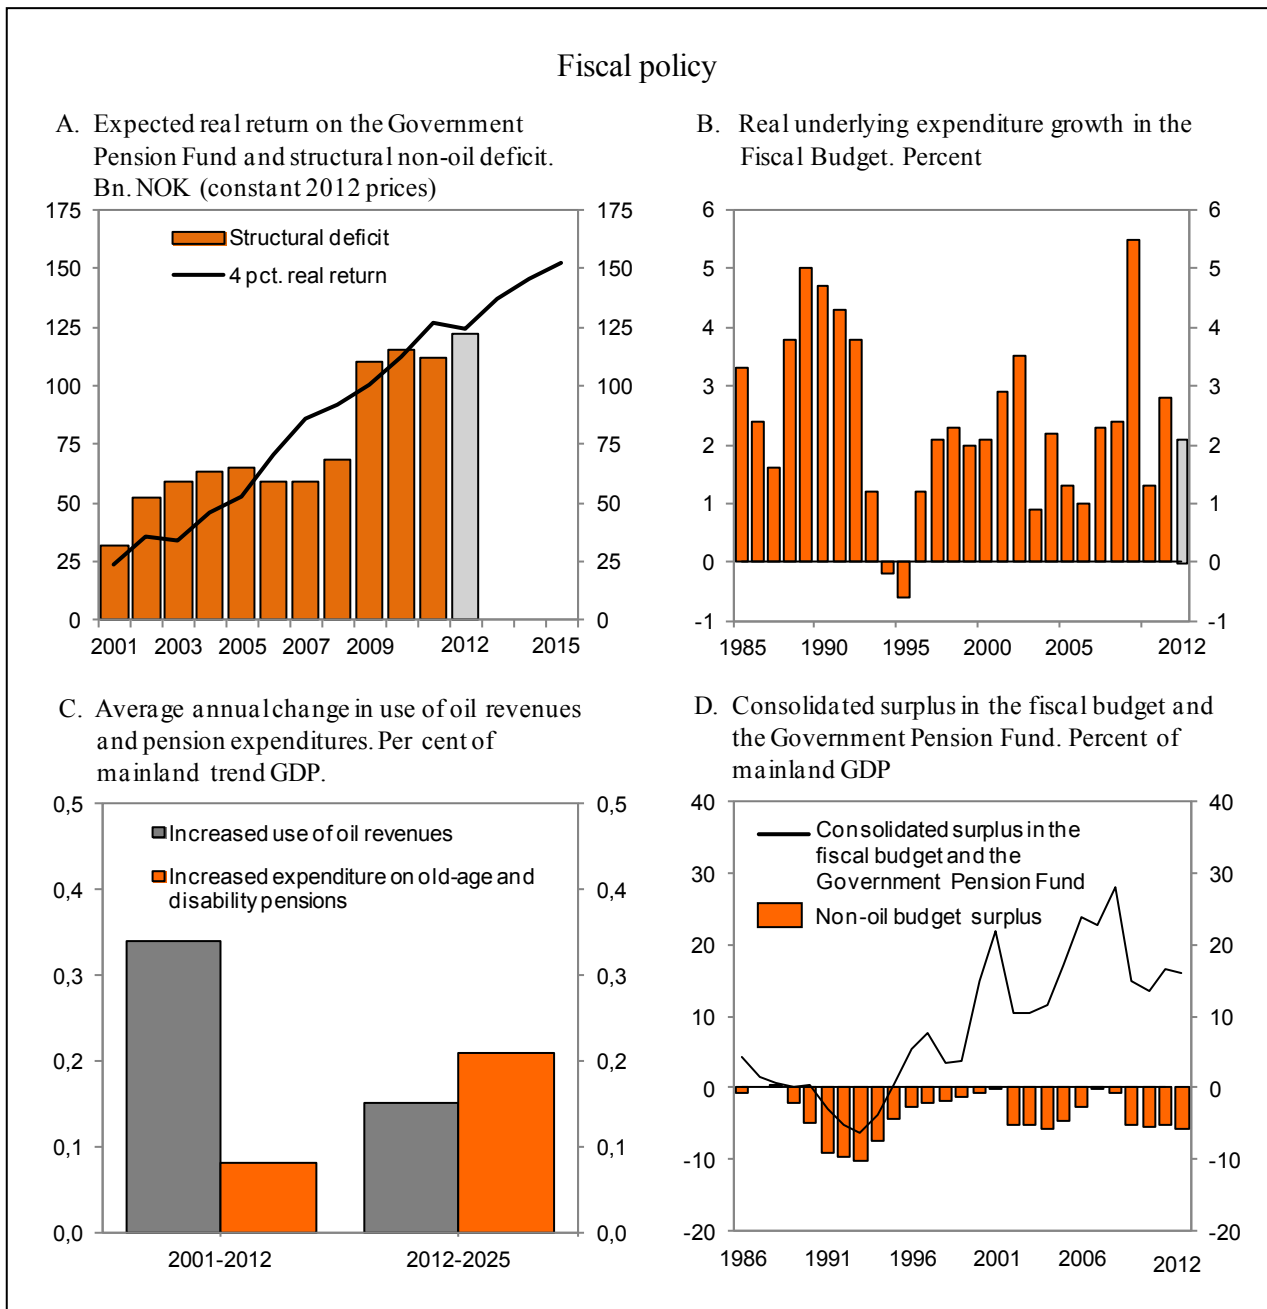 Fiscal policy
A. Expected real return on the Government
Pension Fund and structural non-oil deficit.
Bn. NOK (constant 2012 prices)
175
150
125
100
75
50
25
0
Structural deficit
4 pct. real return
175
150
125
100
75
50
25
0
2001 2003 2005 2007 2009 2012 2015
B. Real underlying expenditure growth in the
Fiscal Budget. Percent
6
5
4
3
2
1
0
-1
6
5
4
3
2
1
0
-1
1985 1990 1995 2000 2005 2012
C. Average annual change in use of oil revenues
and pension expenditures. Per cent of
mainland trend GDP.
0,5
0,4
0,3
0,2
0,1
0,0
Increased use of oil revenues
Increased expenditure on old-age and
disability pensions
0,5
0,4
0,3
0,2
0,1
0,0
2001-2012 2012-2025
D. Consolidated surplus in the fiscal budget and
the Government Pension Fund. Percent of
mainland GDP
40
30
20
10
0
-10
-20
Consolidated surplus in the
fiscal budget and the
Government Pension Fund
Non-oil budget surplus
40
30
20
10
0
-10
-20
1986 1991 1996 2001 2006 2012